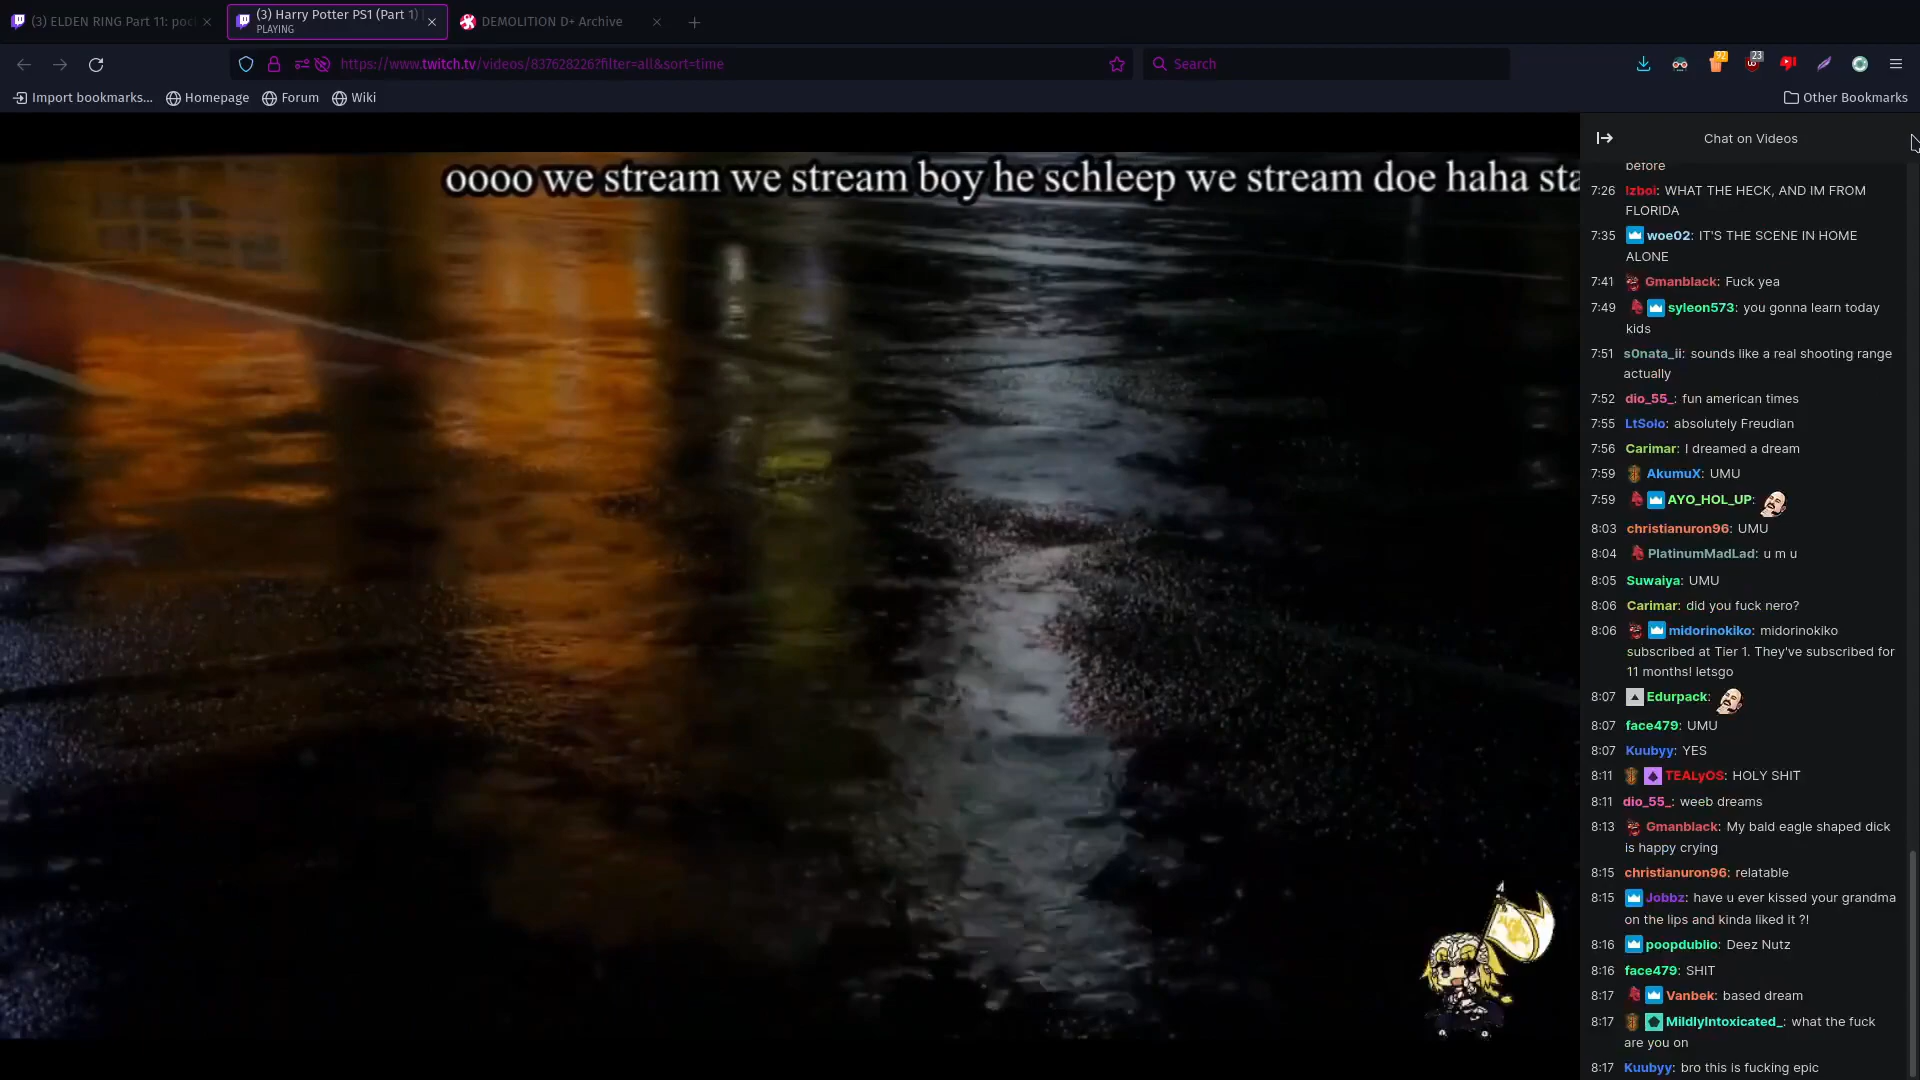 (3) ELDEN RING Part 11: poc
(3) Harry Potter PS1 (Part 1)
PLAYING
DEMOLITION D+ Archive
https://www.twitch.tv/videos/837628226?filter=all&sort=time
Search
92
23
Import bookmarks...
Homepage
Forum
Wiki
Other Bookmarks
oooo we stream we stream boy he schleep we stream doe haha sta
Chat on Videos
before
7:26 Izboi: WHAT THE HECK, AND IM FROM
FLORIDA
7:35 woe02: IT'S THE SCENE IN HOME
ALONE
7:41 Gmanblack: Fuck yea
7:49 syleon573: you gonna learn today
kids
7:51 s0nata_ii: sounds like a real shooting range
actually
7:52 dio_55_: fun american times
7:55 LtSolo: absolutely Freudian
7:56 Carimar: I dreamed a dream
7:59 AkumuX: UMU
7:59 AYO_HOL_UP:
8:03 christianuron96: UMU
8:04 PlatinumMadLad: u m u
8:05 Suwaiya: UMU
8:06 Carimar: did you fuck nero?
8:06 midorinokiko: midorinokiko
subscribed at Tier 1. They've subscribed for
11 months! letsgo
8:07 Edurpack:
8:07 face479: UMU
8:07 Kuubyy: YES
8:11 TEALyOS: HOLY SHIT
8:11 dio_55_: weeb dreams
8:13 Gmanblack: My bald eagle shaped dick
is happy crying
8:15 christianuron96: relatable
8:15 Jobbz: have u ever kissed your grandma
on the lips and kinda liked it ?!
8:16 poopdublio: Deez Nutz
8:16 face479: SHIT
8:17 Vanbek: based dream
8:17 MildlyIntoxicated_: what the fuck
are you on
8:17 Kuubyy: bro this is fucking epic